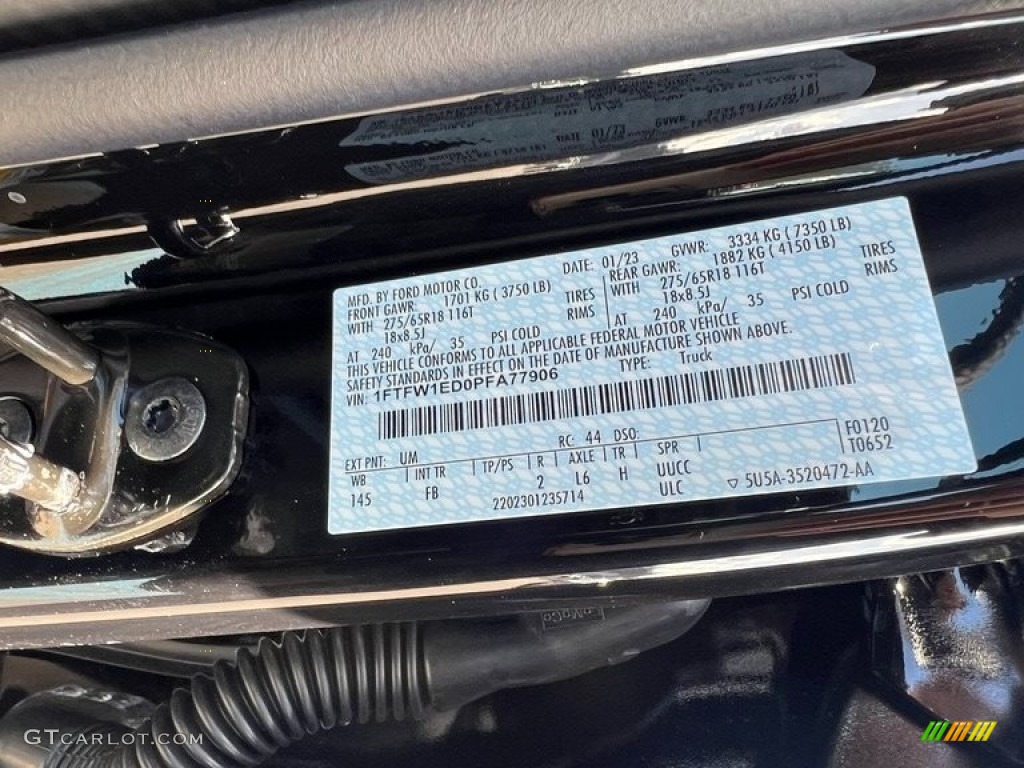 MFD. BY FORD MOTOR CO. DATE: 01/23 GVWR: 3334 KG ( 7350 LB)
FRONT GAWR: 1701 KG ( 3750 LB) REAR GAWR: 1882 KG ( 4150 LB)
WITH 275/65R18 116T TIRES WITH 275/65R18 116T TIRES
18x8.5J RIMS 18x8.5J RIMS
AT 240 kPa/ 35 PSI COLD AT 240 kPa/ 35 PSI COLD
THIS VEHICLE CONFORMS TO ALL APPLICABLE FEDERAL MOTOR VEHICLE
SAFETY STANDARDS IN EFFECT ON THE DATE OF MANUFACTURE SHOWN ABOVE.
VIN: 1FTFW1ED0PFA77906 TYPE: Truck
F0120
T0652
EXT PNT: UM RC: 44 DSO:
WB INT TR TP/PS R AXLE TR SPR
145 FB 2 L6 H UUCC
ULC
2202301235714
▽ 5U5A-3520472-AA
DATE 01/23
GTCARLOT.COM